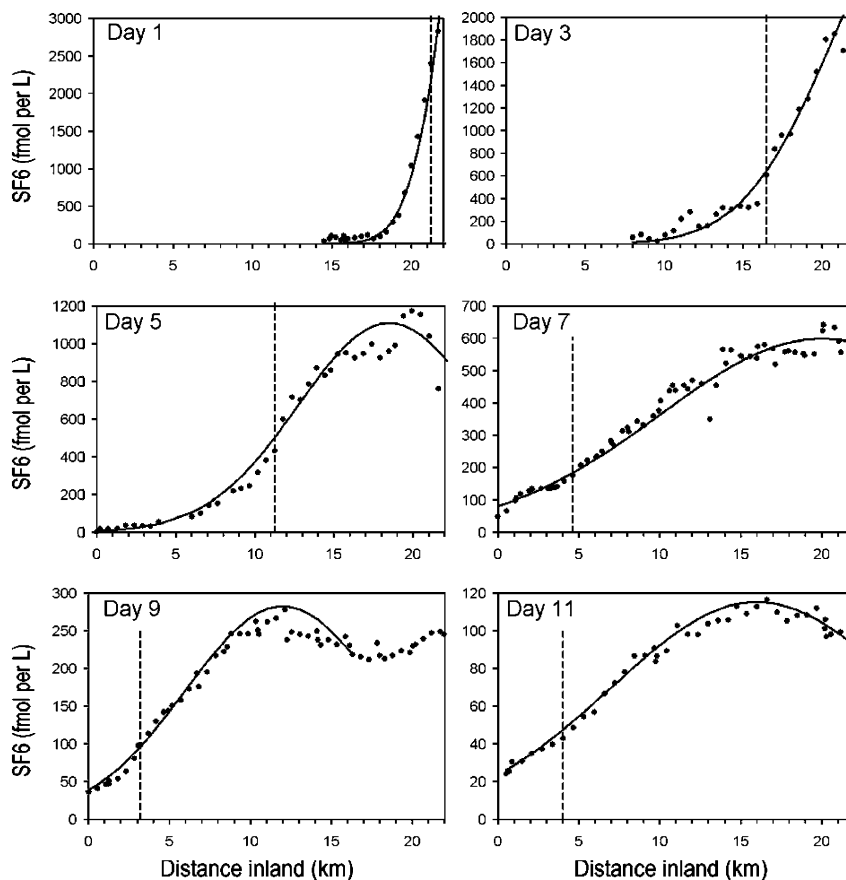 Day 1
SF6 (fmol per L)
3000
2500
2000
1500
1000
500
0
0 5 10 15 20
Day 3
2000
1800
1600
1400
1200
1000
800
600
400
200
0
0 5 10 15 20
Day 5
SF6 (fmol per L)
1200
1000
800
600
400
200
0
0 5 10 15 20
Day 7
700
600
500
400
300
200
100
0
0 5 10 15 20
Day 9
SF6 (fmol per L)
300
250
200
150
100
50
0
0 5 10 15 20
Distance inland (km)
Day 11
120
100
80
60
40
20
0
0 5 10 15 20
Distance inland (km)